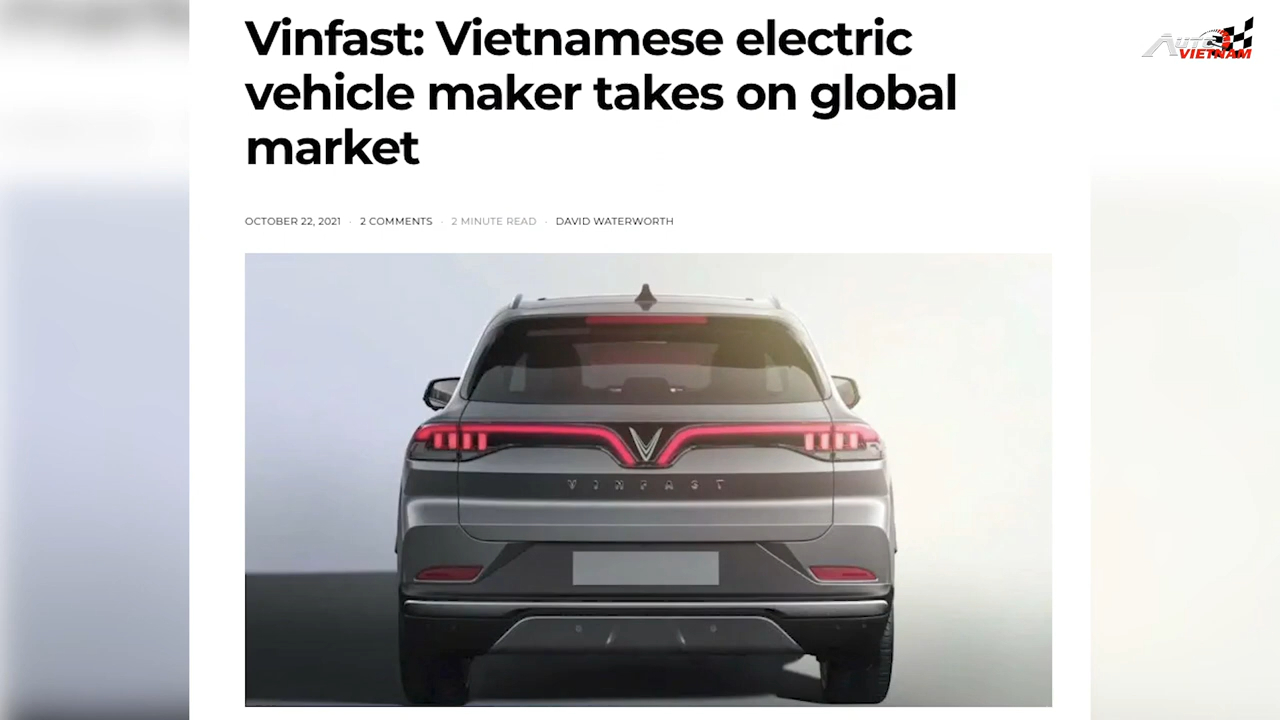 Vinfast: Vietnamese electric
vehicle maker takes on global
market
OCTOBER 22, 2021 · 2 COMMENTS · 2 MINUTE READ · DAVID WATERWORTH
VINFAST
AUTO VIETNAM